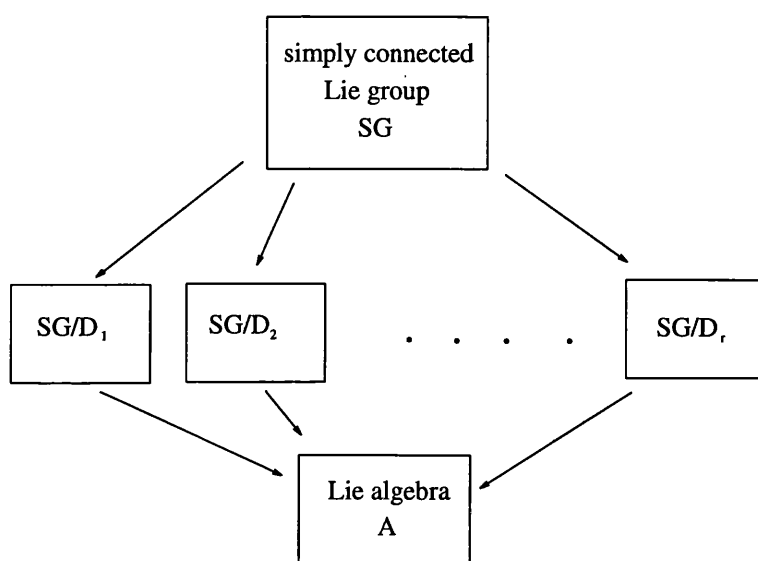 simply connected
Lie group
SG
SG/D₁
SG/D₂
SG/Dᵣ
Lie algebra
A